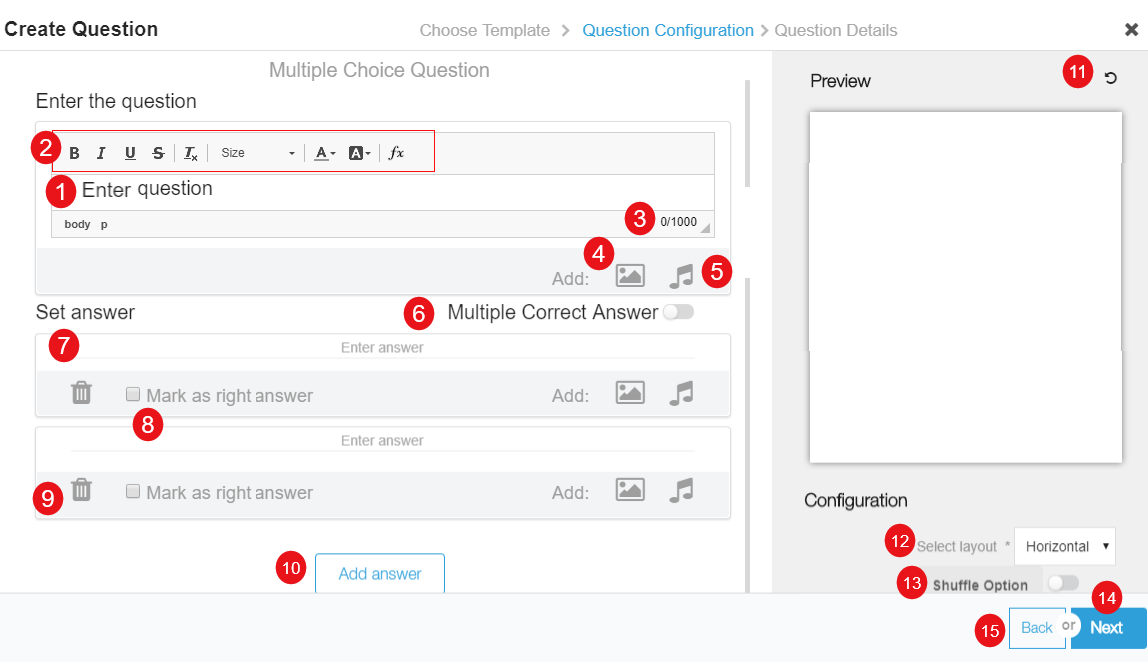 Create Question
Choose Template > Question Configuration > Question Details
Multiple Choice Question
Enter the question
2 B I U S Tx Size A A fx
1 Enter question
body p
3 0/1000
4 Add: 5
Set answer
6 Multiple Correct Answer
7 Enter answer
Mark as right answer Add:
8
Enter answer
9 Mark as right answer Add:
10 Add answer
Preview
11
Configuration
12 Select layout * Horizontal
13 Shuffle Option
14
15 Back or Next